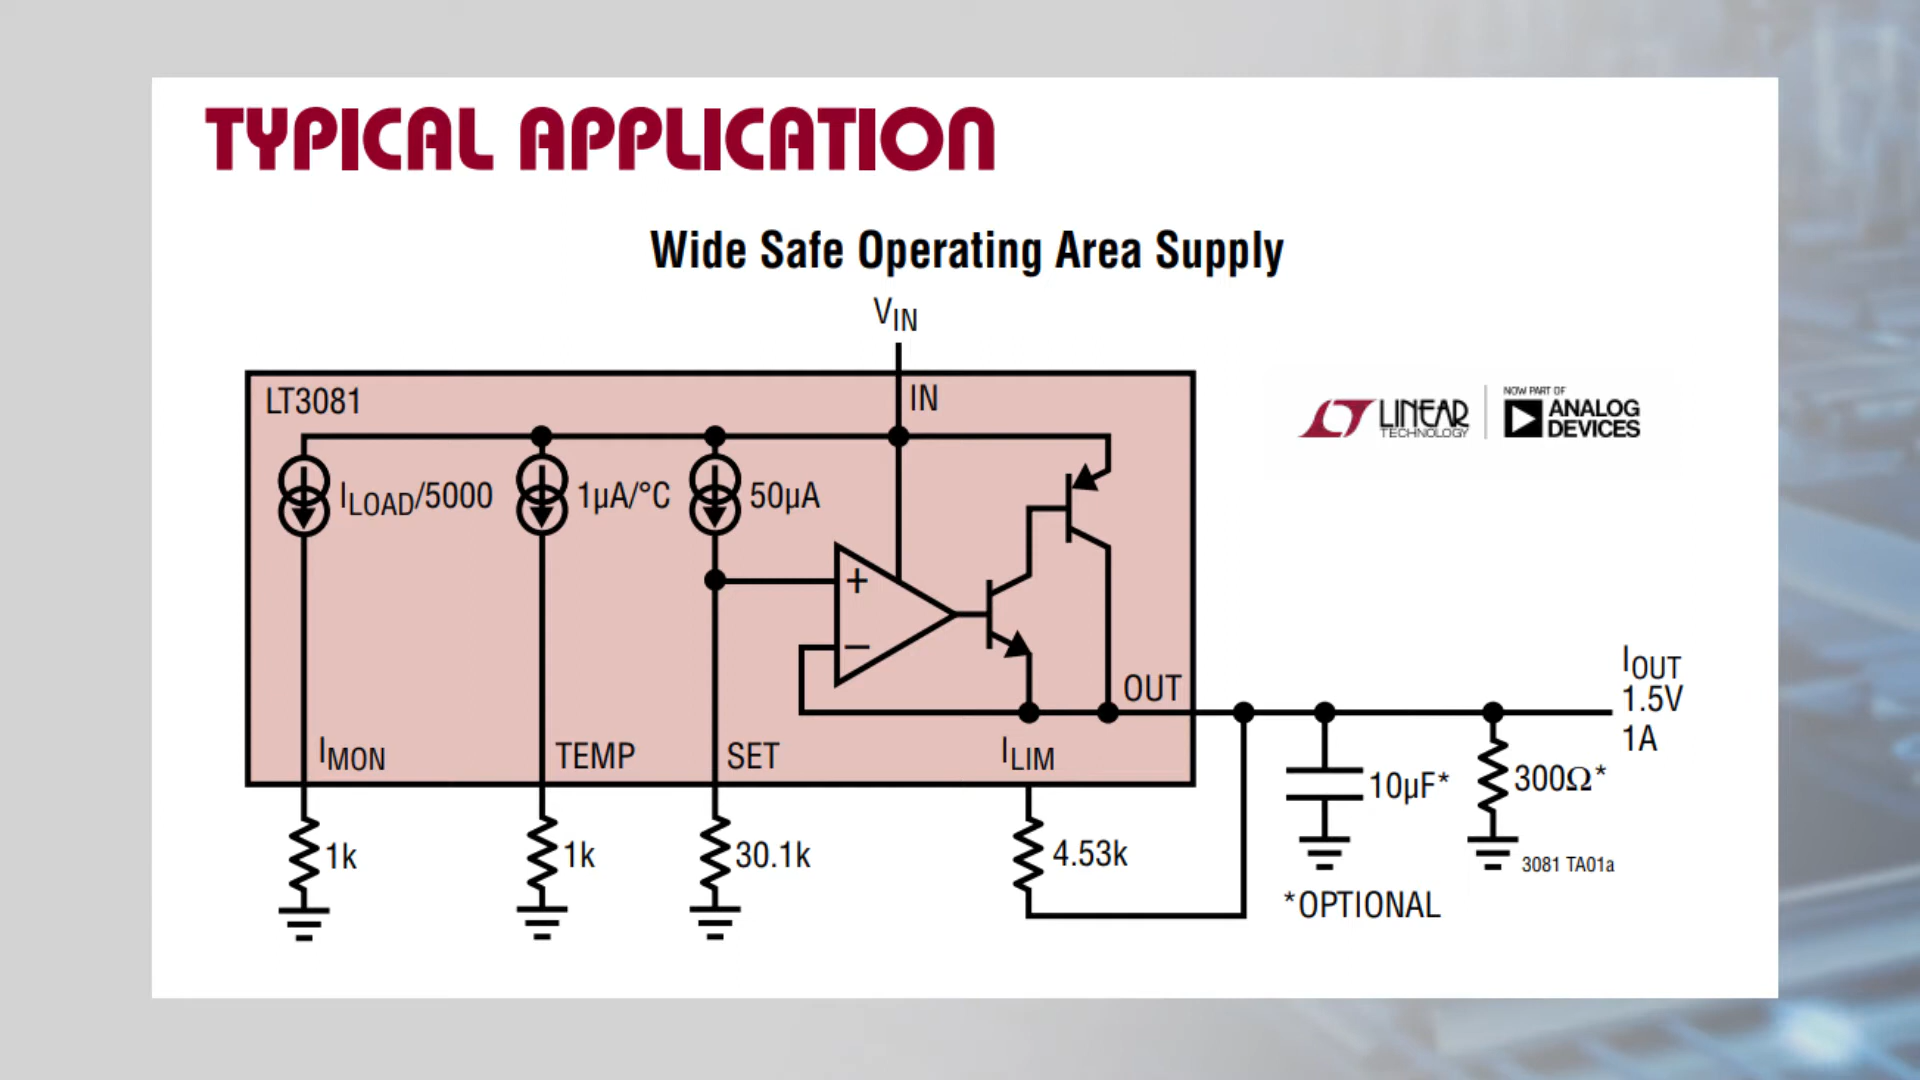 TYPICAL APPLICATION
Wide Safe Operating Area Supply
VIN
LT3081
IN
NOW PART OF
LINEAR
TECHNOLOGY
ANALOG
DEVICES
ILOAD/5000
1µA/°C
50µA
+
−
OUT
IOUT
1.5V
1A
IMON
TEMP
SET
ILIM
10µF*
300Ω*
1k
1k
30.1k
4.53k
3081 TA01a
*OPTIONAL